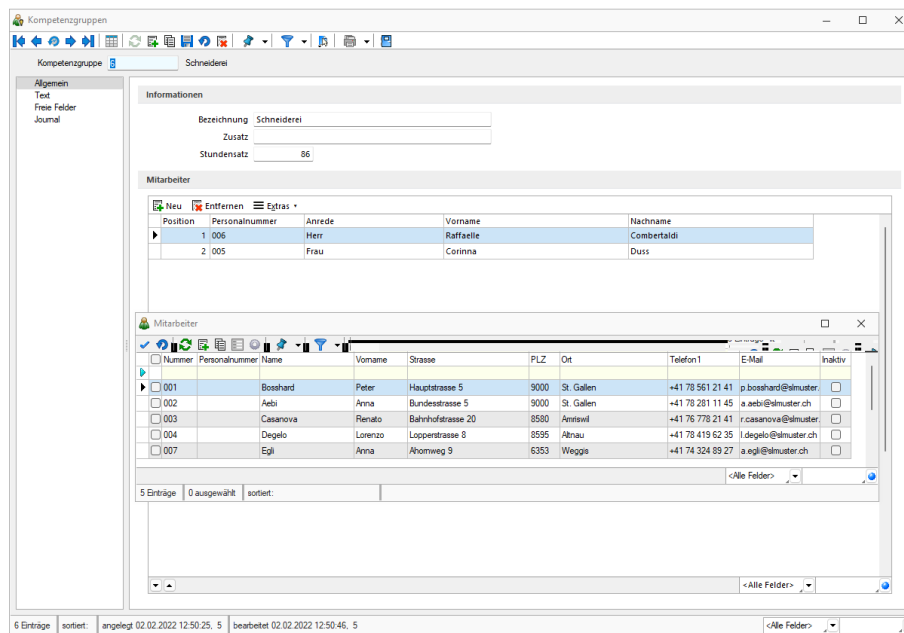 Kompetenzgruppen
Kompetenzgruppe 6 Schneiderei
Allgemein
Text
Freie Felder
Journal
Informationen
Bezeichnung Schneiderei
Zusatz
Stundensatz 86
Mitarbeiter
Neu Entfernen Extras
Position Personalnummer Anrede Vorname Nachname
1 006 Herr Raffaelle Combertaldi
2 005 Frau Corinna Duss
Mitarbeiter
Nummer Personalnummer Name Vorname Strasse PLZ Ort Telefon1 E-Mail Inaktiv
001 Bosshard Peter Hauptstrasse 5 9000 St. Gallen +41 78 561 21 41 p.bosshard@slmuster.
002 Aebi Anna Bundesstrasse 5 9000 St. Gallen +41 78 281 11 45 a.aebi@slmuster.ch
003 Casanova Renato Bahnhofstrasse 20 8580 Amriswil +41 76 778 21 41 r.casanova@slmuster.
004 Degelo Lorenzo Lopperstrasse 8 8595 Altnau +41 78 419 62 35 l.degelo@slmuster.ch
007 Egli Anna Ahornweg 9 6353 Weggis +41 74 324 89 27 a.egli@slmuster.ch
<Alle Felder>
5 Einträge 0 ausgewählt sortiert:
<Alle Felder>
6 Einträge sortiert: angelegt 02.02.2022 12:50:25, 5 bearbeitet 02.02.2022 12:50:46, 5 <Alle Felder>